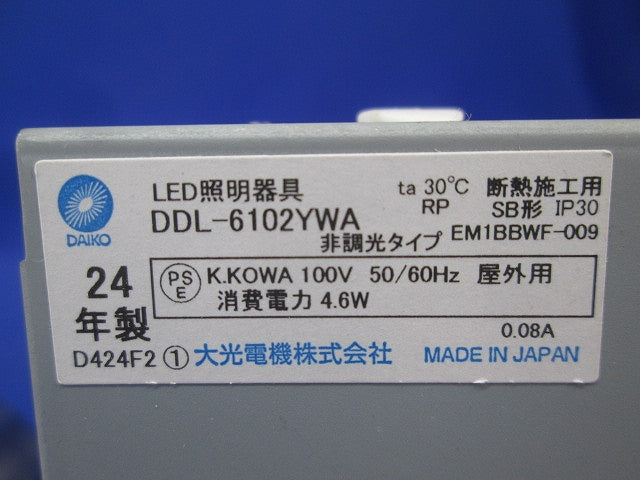 DAIKO
LED照明器具
DDL-6102YWA
非調光タイプ
ta 30℃ 断熱施工用
RP SB形 IP30
EM1BBWF-009
24
年製
PS
E
K.KOWA 100V 50/60Hz 屋外用
消費電力 4.6W
0.08A
D424F2 ① 大光電機株式会社 MADE IN JAPAN